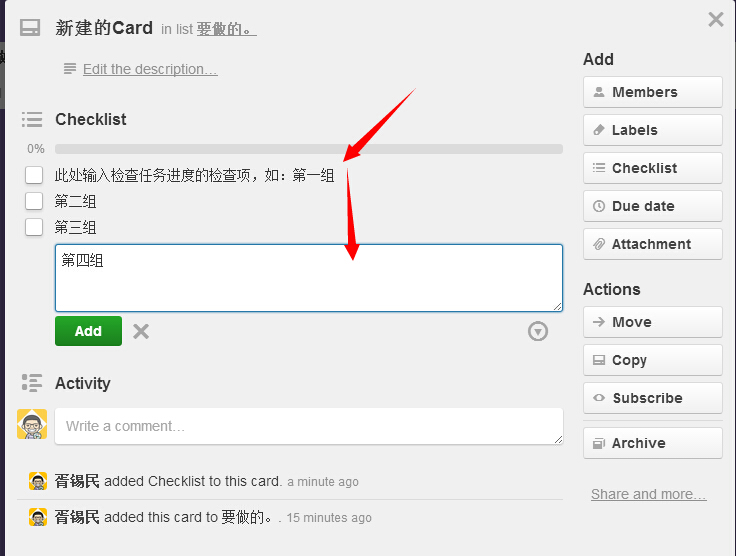 新建的Card in list 要做的。
Edit the description…
Checklist
0%
此处输入检查任务进度的检查项，如：第一组
第二组
第三组
第四组
Add
Activity
Write a comment…
胥锡民 added Checklist to this card. a minute ago
胥锡民 added this card to 要做的。. 15 minutes ago
Add
Members
Labels
Checklist
Due date
Attachment
Actions
Move
Copy
Subscribe
Archive
Share and more…